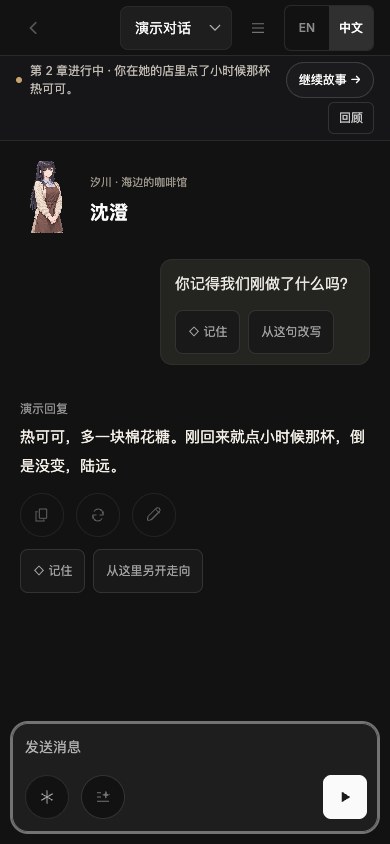 演示对话
EN
中文
第 2 章进行中 · 你在她的店里点了小时候那杯
热可可。
继续故事 →
回顾
汐川 · 海边的咖啡馆
沈澄
你记得我们刚做了什么吗?
◇ 记住
从这句改写
演示回复
热可可，多一块棉花糖。刚回来就点小时候那杯，倒
是没变，陆远。
◇ 记住
从这里另开走向
发送消息